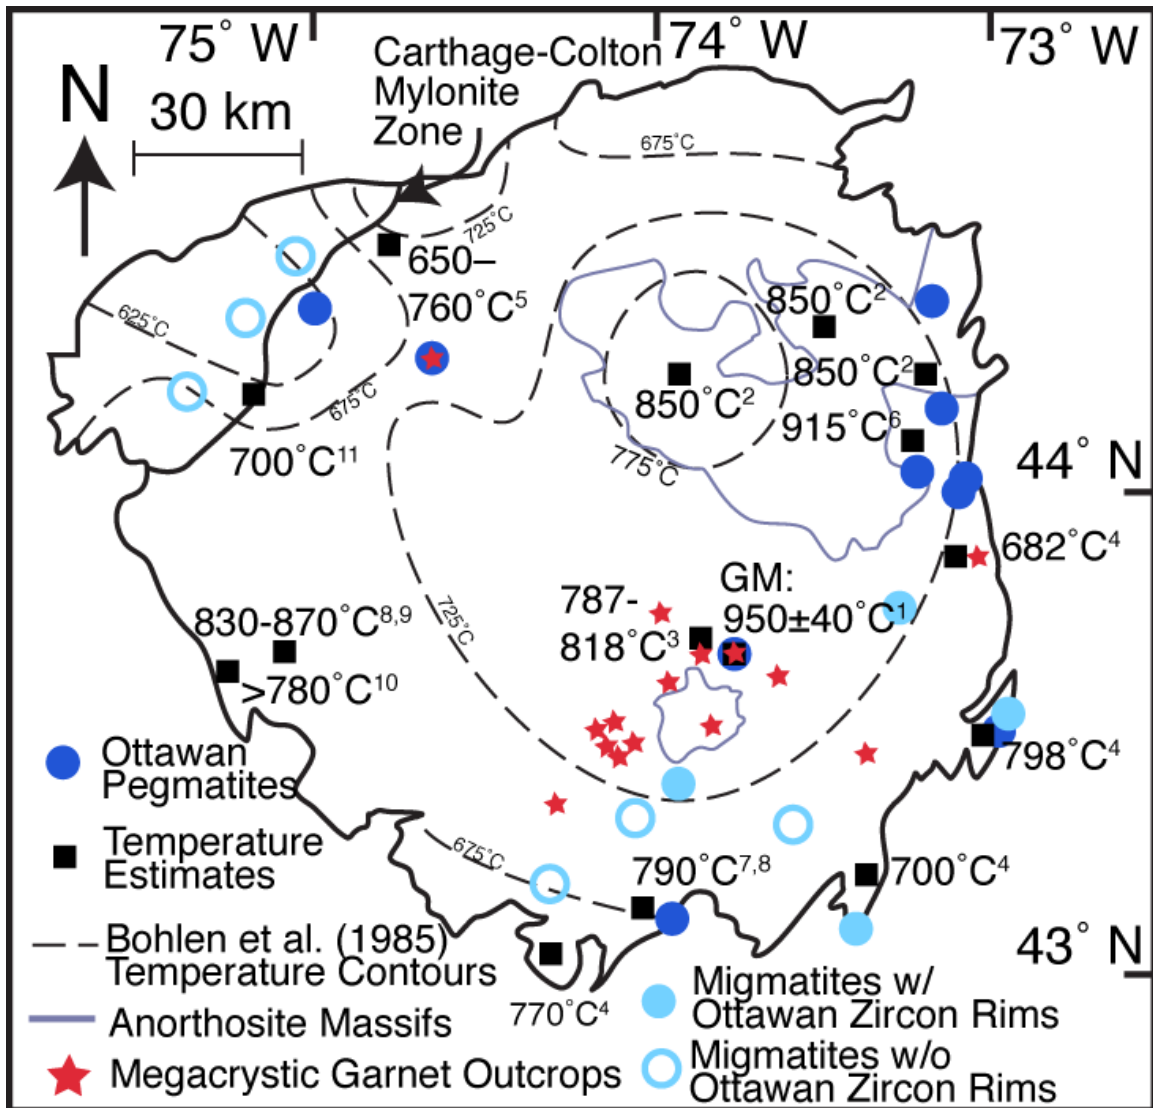 75˚ W
74˚ W
73˚ W
Carthage-Colton
Mylonite
Zone
N
30 km
675˚C
725˚C
650–
760˚C5
625˚C
675˚C
700˚C11
850˚C2
850˚C2
850˚C2
915˚C6
775˚C
44˚ N
682˚C4
GM:
950±40˚C1
787-
818˚C3
725˚C
830-870˚C8,9
>780˚C10
798˚C4
Ottawan
Pegmatites
Temperature
Estimates
675˚C
790˚C7,8
700˚C4
43˚ N
Bohlen et al. (1985)
Temperature Contours
770˚C4
Anorthosite Massifs
Megacrystic Garnet Outcrops
Migmatites w/
Ottawan Zircon Rims
Migmatites w/o
Ottawan Zircon Rims